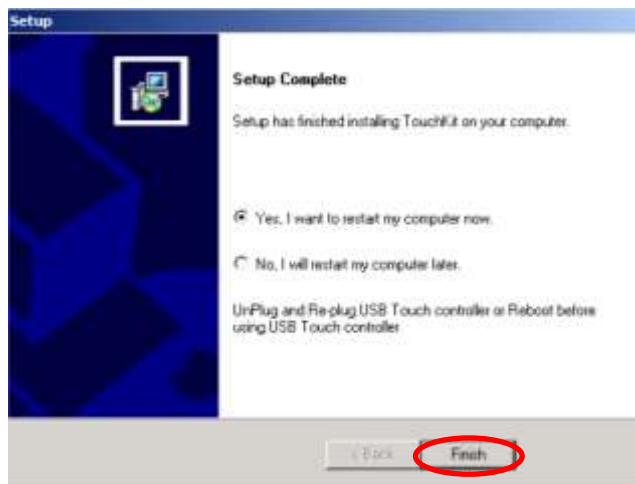 Setup
Setup Complete
Setup has finished installing TouchKit on your computer.
Yes, I want to restart my computer now.
No, I will restart my computer later.
UnPlug and Re-plug USB Touch controller or Reboot before
using USB Touch controller
< Back
Finish